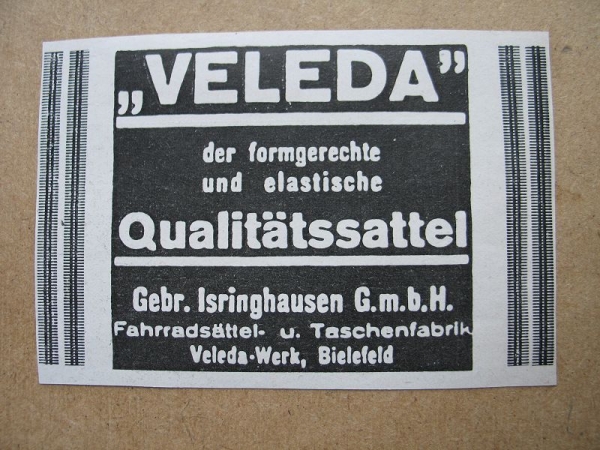 „VELEDA”
der formgerechte
und elastische
Qualitätssattel
Gebr. Isringhausen G.m.b.H.
Fahrradsättel- u. Taschenfabrik
Veleda-Werk, Bielefeld